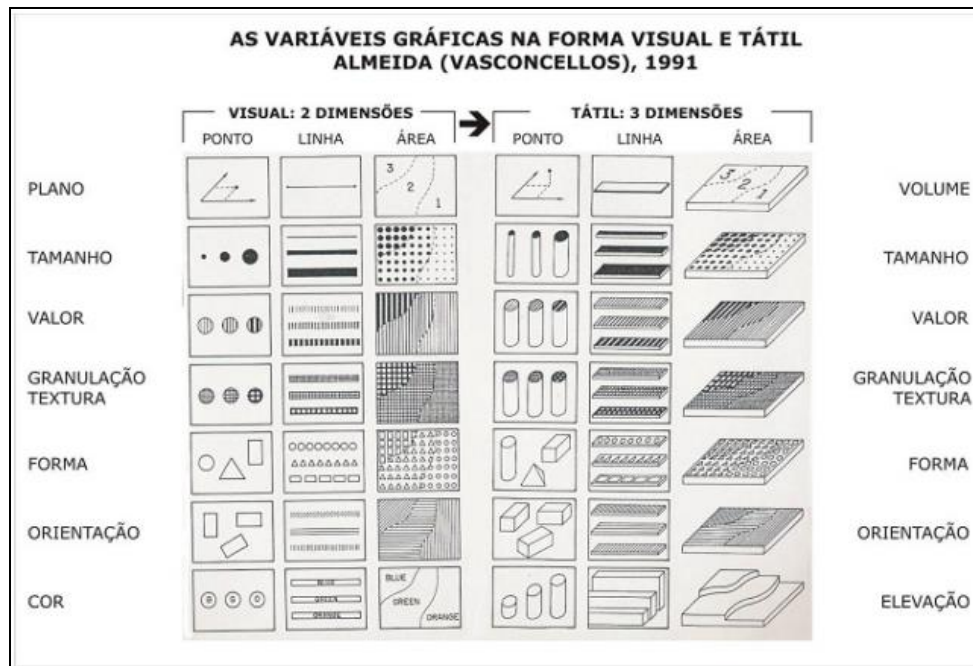 AS VARIÁVEIS GRÁFICAS NA FORMA VISUAL E TÁTIL
ALMEIDA (VASCONCELLOS), 1991
VISUAL: 2 DIMENSÕES
TÁTIL: 3 DIMENSÕES
PONTO LINHA ÁREA
PONTO LINHA ÁREA
PLANO
3
2
1
3
2
1
VOLUME
TAMANHO
TAMANHO
VALOR
VALOR
GRANULAÇÃO
TEXTURA
GRANULAÇÃO
TEXTURA
FORMA
FORMA
ORIENTAÇÃO
ORIENTAÇÃO
COR
BLUE
GREEN
ORANGE
BLUE
GREEN
ORANGE
ELEVAÇÃO